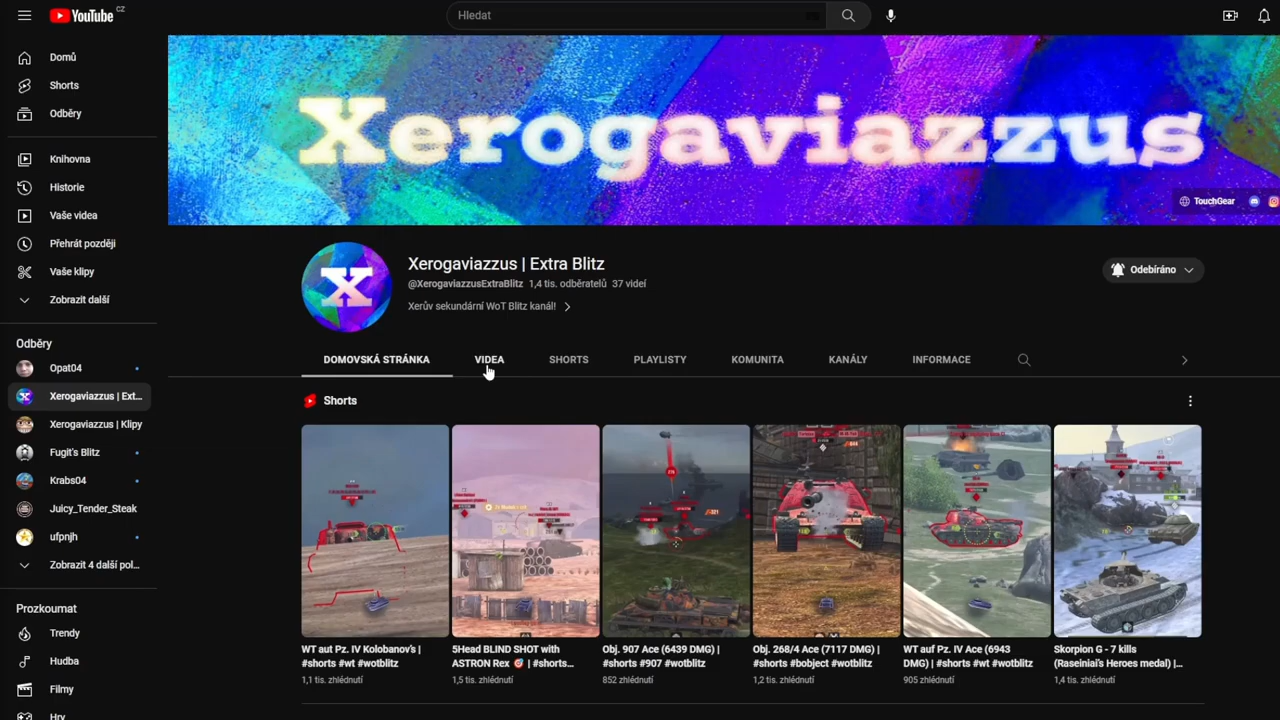 YouTube CZ
Hledat
Domů
Shorts
Odběry
Knihovna
Historie
Vaše videa
Přehrát později
Vaše klipy
Zobrazit další
Odběry
Opat04
Xerogaviazzus | Ext...
Xerogaviazzus | Klipy
Fugit's Blitz
Krabs04
Juicy_Tender_Steak
ufpnjh
Zobrazit 4 další pol...
Prozkoumat
Trendy
Hudba
Filmy
Hry
Xerogaviazzus
TouchGear
X
Xerogaviazzus | Extra Blitz
@XerogaviazzusExtraBlitz 1,4 tis. odběratelů 37 videí
Xerův sekundární WoT Blitz kanál!
Odebíráno
DOMOVSKÁ STRÁNKA VIDEA SHORTS PLAYLISTY KOMUNITA KANÁLY INFORMACE
Shorts
WT aut Pz. IV Kolobanov's |
#shorts #wt #wotblitz
1,1 tis. zhlédnutí
5Head BLIND SHOT with
ASTRON Rex 🎯 | #shorts...
1,5 tis. zhlédnutí
Obj. 907 Ace (6439 DMG) |
#shorts #907 #wotblitz
852 zhlédnutí
Obj. 268/4 Ace (7117 DMG) |
#shorts #bobject #wotblitz
1,2 tis. zhlédnutí
WT auf Pz. IV Ace (6943
DMG) | #shorts #wt #wotblitz
905 zhlédnutí
Skorpion G - 7 kills
(Raseiniai's Heroes medal) |...
1,4 tis. zhlédnutí